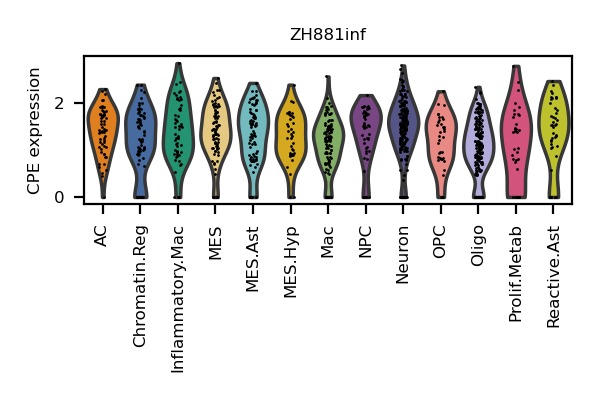 ZH881inf
CPE expression
2
0
AC
Chromatin.Reg
Inflammatory.Mac
MES
MES.Ast
MES.Hyp
Mac
NPC
Neuron
OPC
Oligo
Prolif.Metab
Reactive.Ast